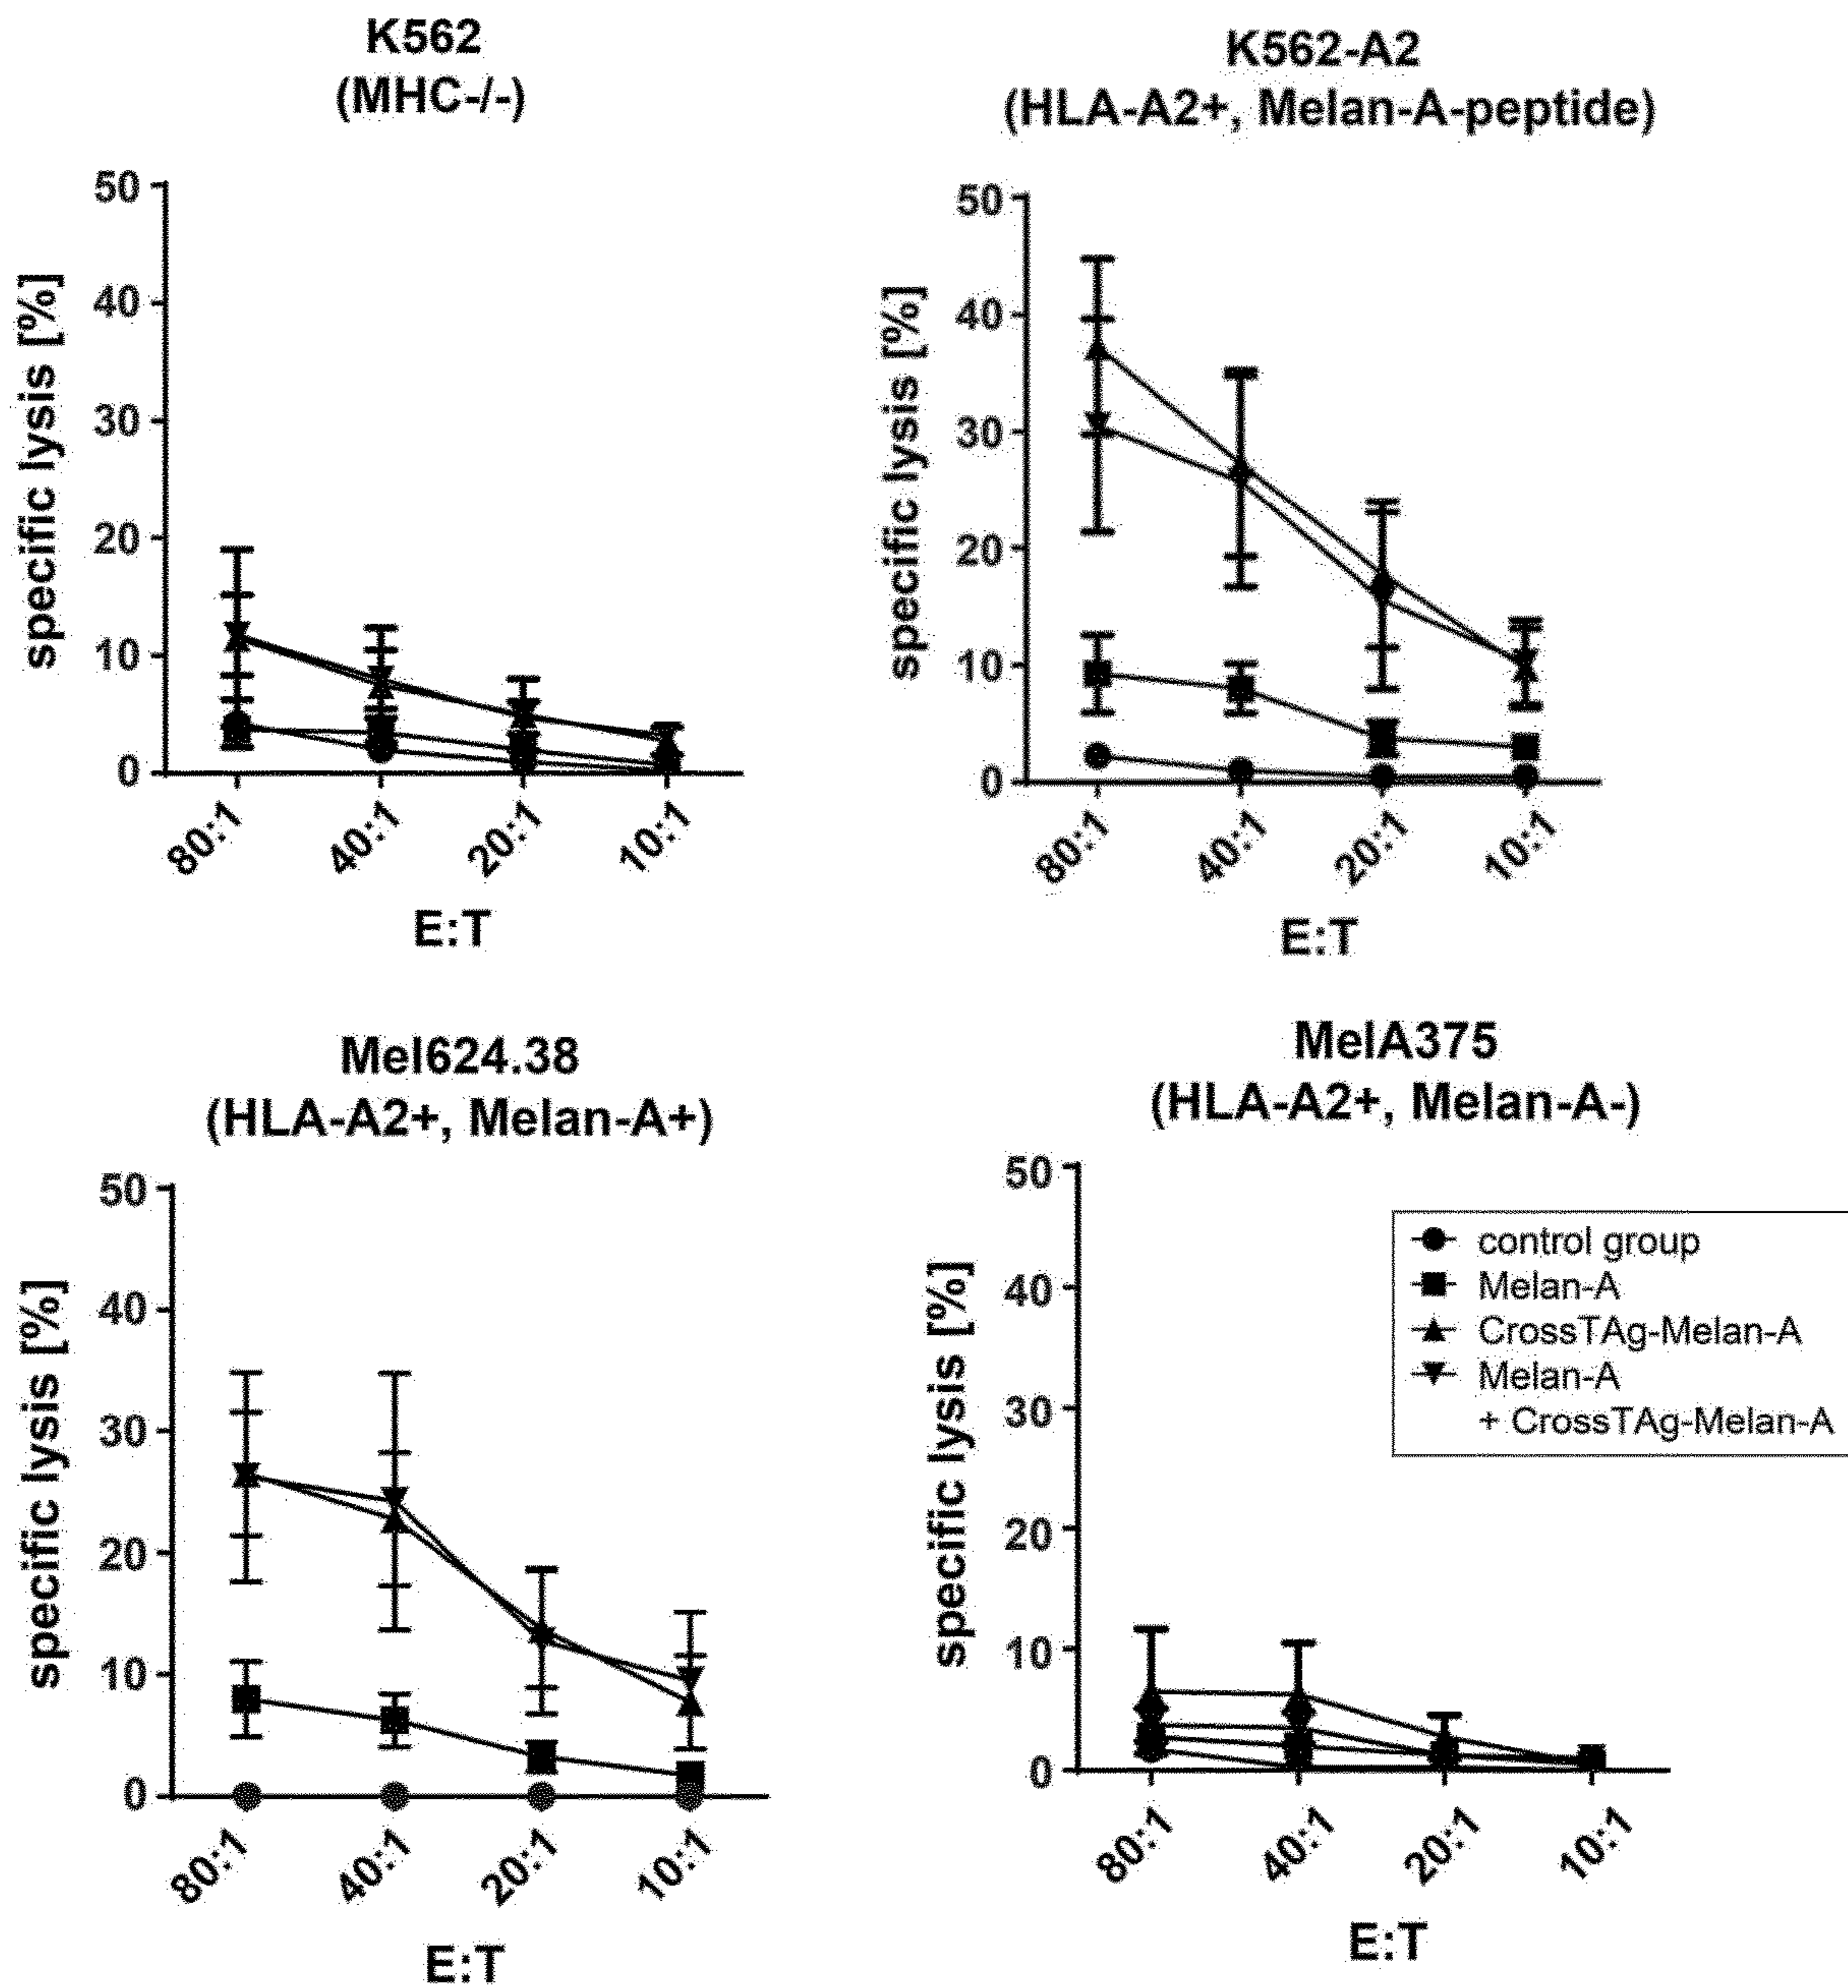 K562
(MHC-/-)
50
40
30
20
10
0
specific lysis [%]
80:1
40:1
20:1
10:1
E:T
K562-A2
(HLA-A2+, Melan-A-peptide)
50
40
30
20
10
0
specific lysis [%]
80:1
40:1
20:1
10:1
E:T
Mel624.38
(HLA-A2+, Melan-A+)
50
40
30
20
10
0
specific lysis [%]
80:1
40:1
20:1
10:1
E:T
MelA375
(HLA-A2+, Melan-A-)
50
40
30
20
10
0
specific lysis [%]
control group
Melan-A
CrossTAg-Melan-A
Melan-A
+ CrossTAg-Melan-A
80:1
40:1
20:1
10:1
E:T